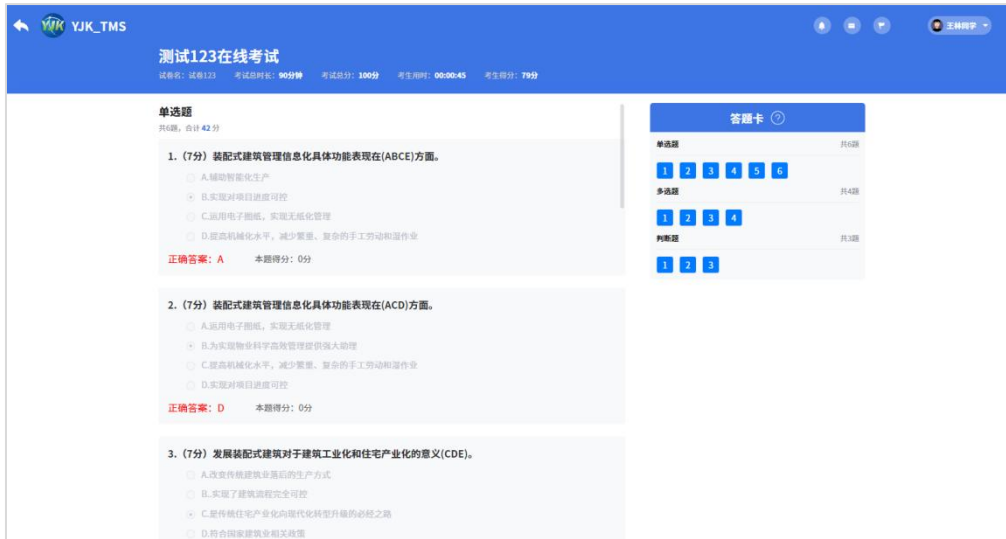 YJK YJK_TMS
王林同学
测试123在线考试
试卷名：试卷123 考试总时长：90分钟 考试总分：100分 考生用时：00:00:45 考生得分：79分
单选题
共6题，合计 42 分
1.（7分）装配式建筑管理信息化具体功能表现在(ABCE)方面。
A.辅助智能化生产
B.实现对项目进度可控
C.运用电子图纸，实现无纸化管理
D.提高机械化水平，减少繁重、复杂的手工劳动和湿作业
正确答案：A 本题得分：0分
2.（7分）装配式建筑管理信息化具体功能表现在(ACD)方面。
A.运用电子图纸，实现无纸化管理
B.为实现物业科学高效管理提供强大助理
C.提高机械化水平，减少繁重、复杂的手工劳动和湿作业
D.实现对项目进度可控
正确答案：D 本题得分：0分
3.（7分）发展装配式建筑对于建筑工业化和住宅产业化的意义(CDE)。
A.改变传统建筑业落后的生产方式
B..实现了建筑流程完全可控
C.是传统住宅产业化向现代化转型升级的必经之路
D.符合国家建筑业相关政策
答题卡 ?
单选题 共6题
1 2 3 4 5 6
多选题 共4题
1 2 3 4
判断题 共3题
1 2 3